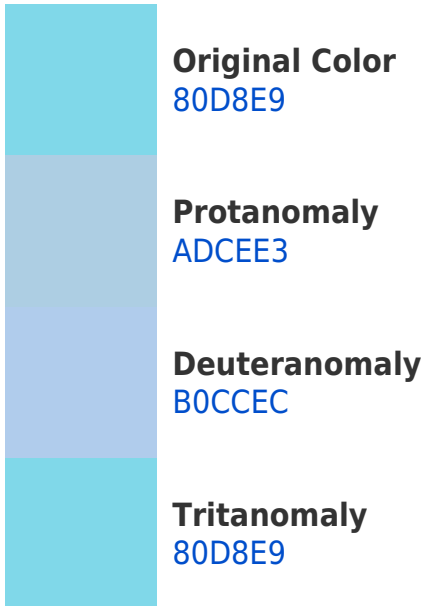 Original Color
80D8E9
Protanomaly
ADCEE3
Deuteranomaly
B0CCEC
Tritanomaly
80D8E9